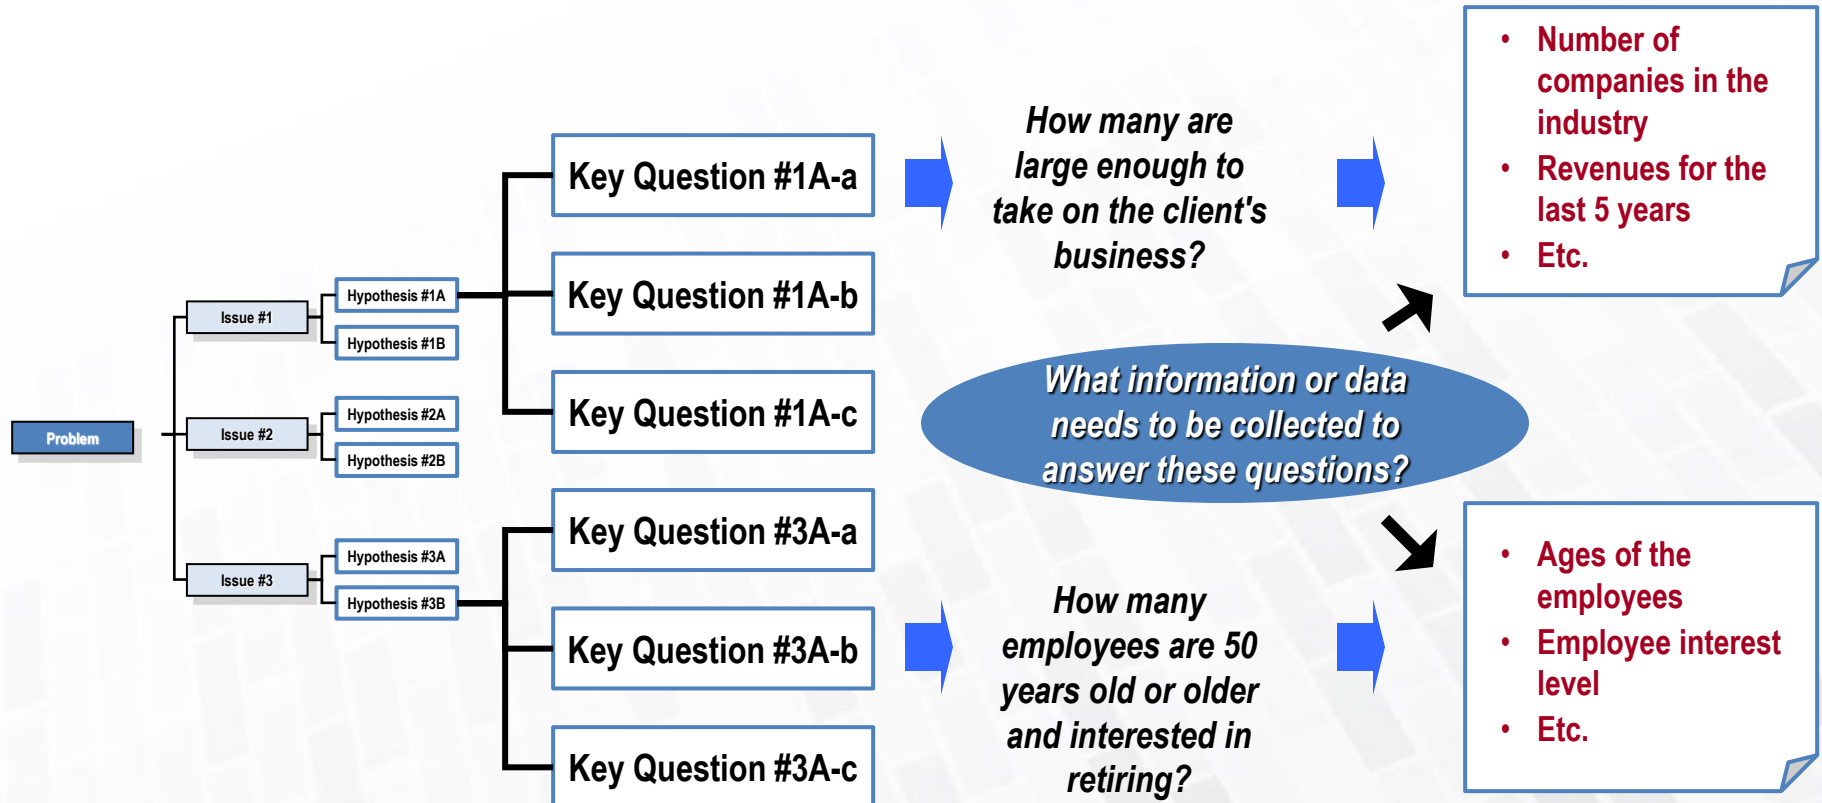 Problem
Issue #1
Issue #2
Issue #3
Hypothesis #1A
Hypothesis #1B
Hypothesis #2A
Hypothesis #2B
Hypothesis #3A
Hypothesis #3B
Key Question #1A-a
Key Question #1A-b
Key Question #1A-c
Key Question #3A-a
Key Question #3A-b
Key Question #3A-c
How many are
large enough to
take on the client's
business?
What information or data
needs to be collected to
answer these questions?
How many
employees are 50
years old or older
and interested in
retiring?
• Number of
companies in the
industry
• Revenues for the
last 5 years
• Etc.
• Ages of the
employees
• Employee interest
level
• Etc.